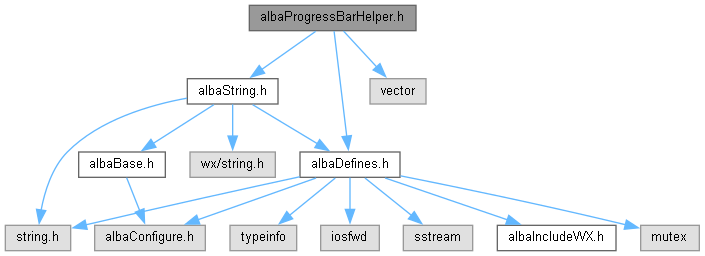 albaProgressBarHelper.h
albaString.h
vector
albaBase.h
wx/string.h
albaDefines.h
string.h
albaConfigure.h
typeinfo
iosfwd
sstream
albaIncludeWX.h
mutex